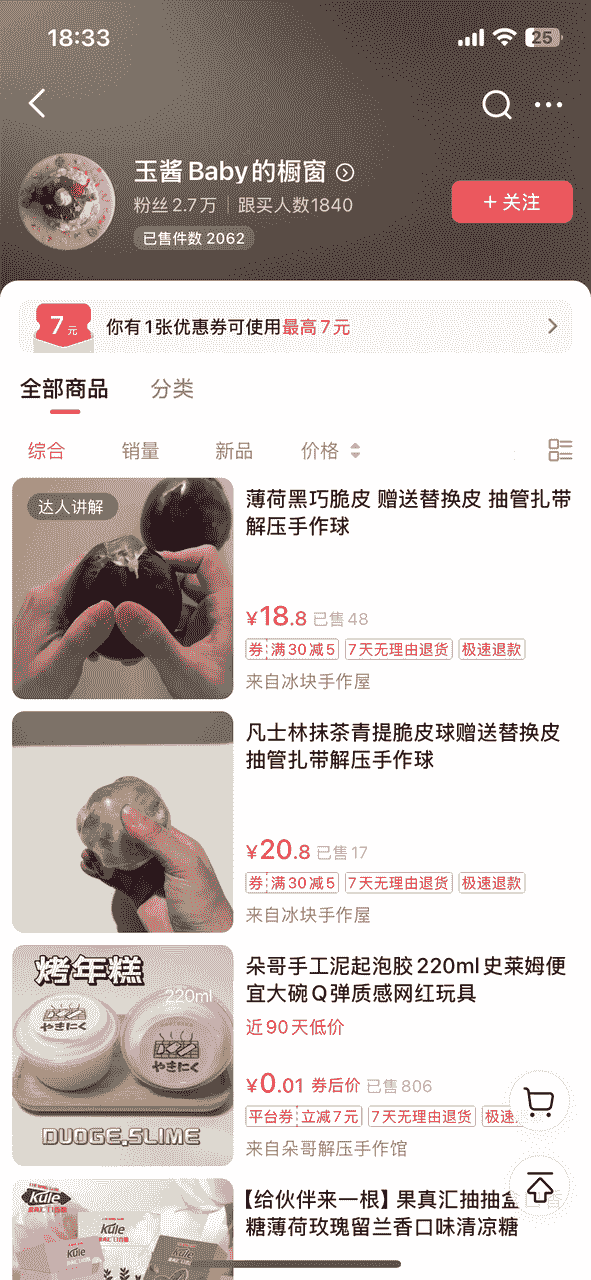 18:33
25
玉酱Baby的橱窗
粉丝2.7万｜跟买人数1840
+ 关注
已售件数 2062
7元
你有1张优惠券可使用最高7元
全部商品 分类
综合 销量 新品 价格
达人讲解
薄荷黑巧脆皮 赠送替换皮 抽管扎带
解压手作球
¥18.8 已售48
券 满30减5 7天无理由退货 极速退款
来自冰块手作屋
凡士林抹茶青提脆皮球赠送替换皮
抽管扎带解压手作球
¥20.8 已售17
券 满30减5 7天无理由退货 极速退款
来自冰块手作屋
烤年糕
220ml
やきにく
やきにく
DUOGE.SLIME
朵哥手工泥起泡胶220ml史莱姆便
宜大碗Q弹质感网红玩具
近90天低价
¥0.01 券后价 已售806
平台券 立减7元 7天无理由退货 极速
来自朵哥解压手作馆
Kule
Kule
Kule
【给伙伴来一根】果真汇抽抽盒
糖薄荷玫瑰留兰香口味清凉糖